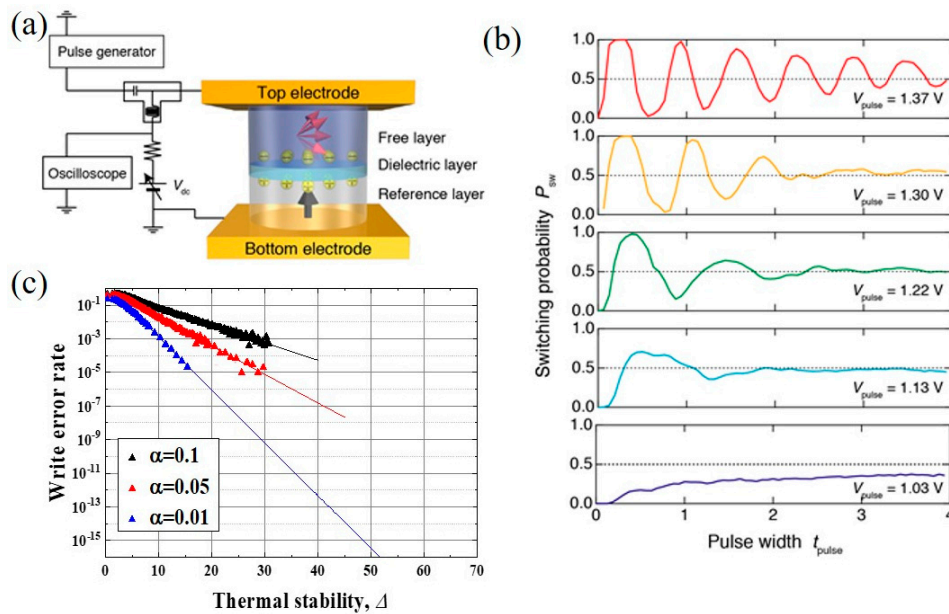 (a)
Pulse generator
Top electrode
Free layer
Dielectric layer
Oscilloscope
V_dc
Reference layer
Bottom electrode
(b)
1.0
0.5
V_pulse = 1.37 V
0.0
1.0
0.5
V_pulse = 1.30 V
0.0
1.0
0.5
V_pulse = 1.22 V
0.0
1.0
0.5
V_pulse = 1.13 V
0.0
1.0
0.5
V_pulse = 1.03 V
0.0
0 1 2 3 4
Switching probability P_sw
Pulse width t_pulse
(c)
10^-1
10^-3
10^-5
10^-7
10^-9
10^-11
10^-13
10^-15
Write error rate
α=0.1
α=0.05
α=0.01
0 10 20 30 40 50 60 70
Thermal stability, Δ